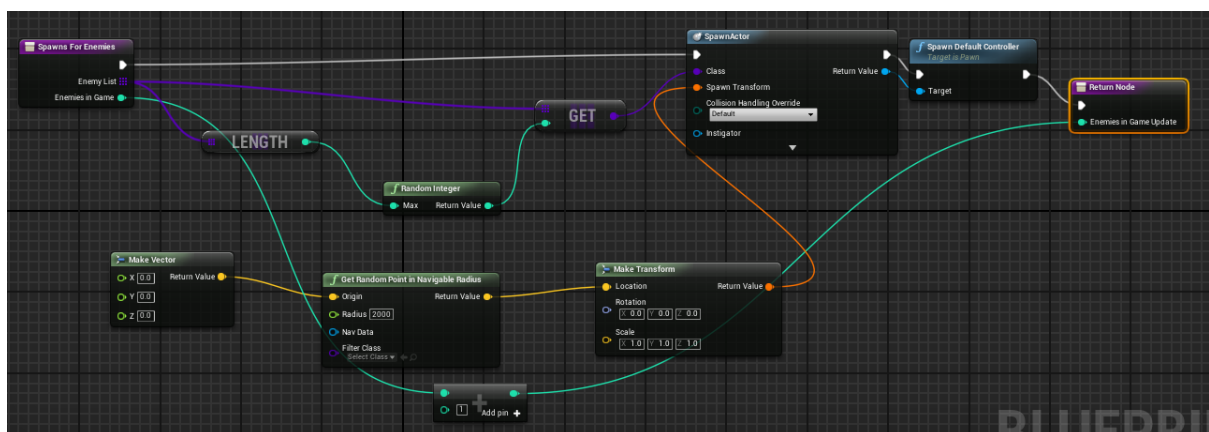 Spawns For Enemies
Enemy List
Enemies in Game
LENGTH
Random Integer
Max Return Value
GET
SpawnActor
Class Return Value
Spawn Transform
Collision Handling Override
Default
Instigator
Spawn Default Controller
Target is Pawn
Target
Return Node
Enemies in Game Update
Make Vector
X 0.0 Return Value
Y 0.0
Z 0.0
Get Random Point in Navigable Radius
Origin Return Value
Radius 2000
Nav Data
Filter Class
Select Class
Make Transform
Location Return Value
Rotation
X 0.0 Y 0.0 Z 0.0
Scale
X 1.0 Y 1.0 Z 1.0
1 Add pin +